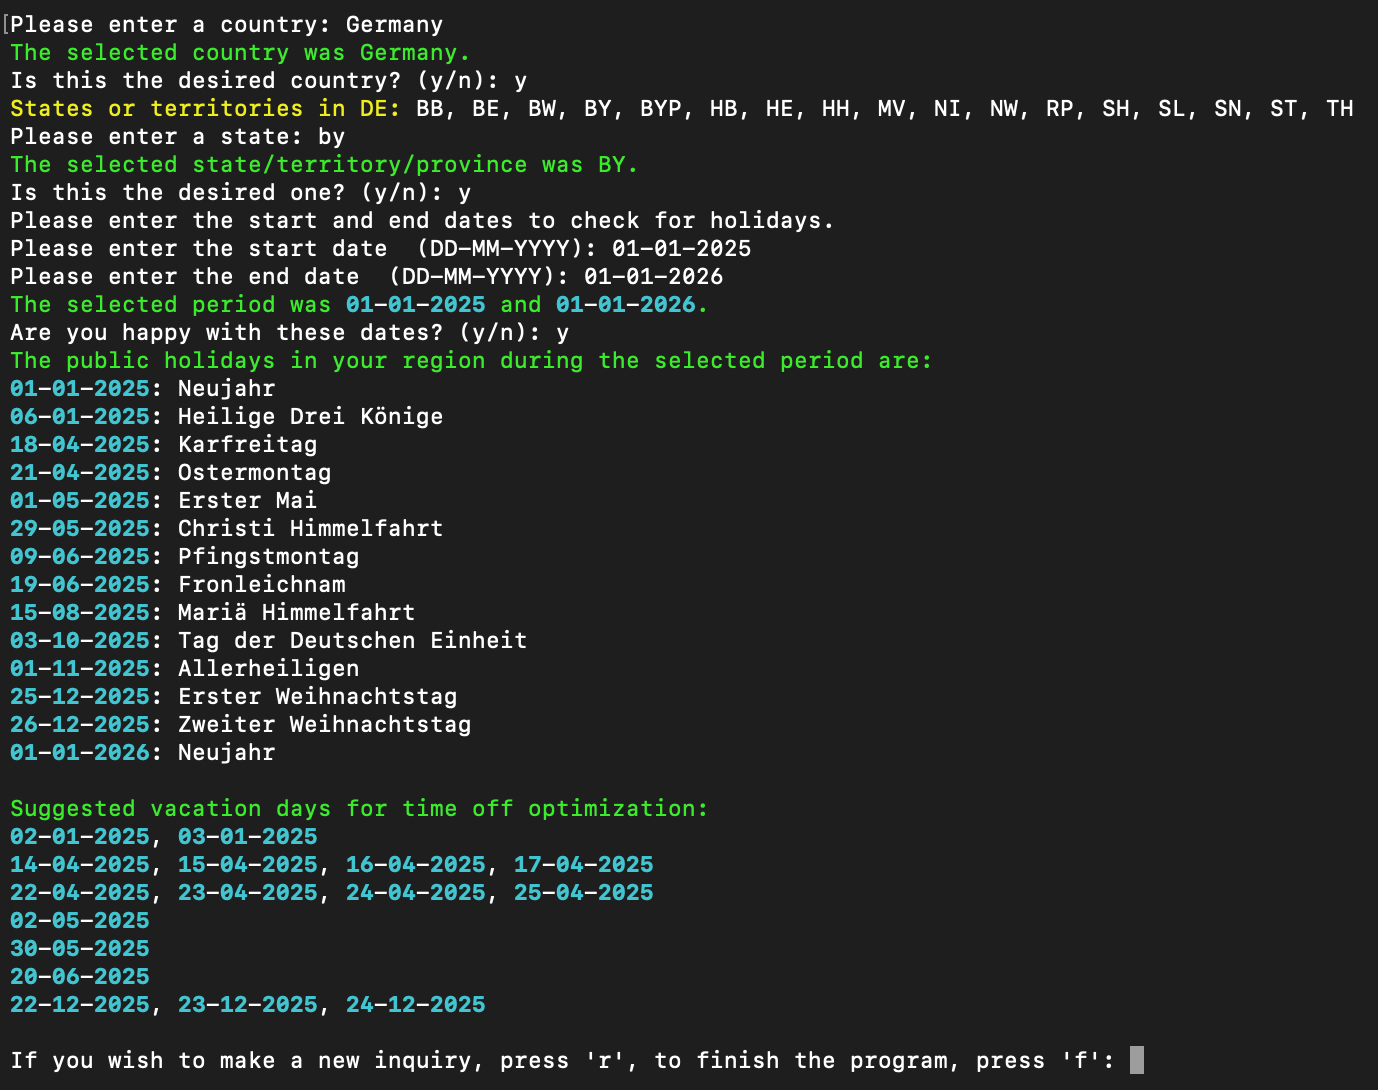 Please enter a country: Germany
The selected country was Germany.
Is this the desired country? (y/n): y
States or territories in DE: BB, BE, BW, BY, BYP, HB, HE, HH, MV, NI, NW, RP, SH, SL, SN, ST, TH
Please enter a state: by
The selected state/territory/province was BY.
Is this the desired one? (y/n): y
Please enter the start and end dates to check for holidays.
Please enter the start date  (DD-MM-YYYY): 01-01-2025
Please enter the end date  (DD-MM-YYYY): 01-01-2026
The selected period was 01-01-2025 and 01-01-2026.
Are you happy with these dates? (y/n): y
The public holidays in your region during the selected period are:
01-01-2025: Neujahr
06-01-2025: Heilige Drei Könige
18-04-2025: Karfreitag
21-04-2025: Ostermontag
01-05-2025: Erster Mai
29-05-2025: Christi Himmelfahrt
09-06-2025: Pfingstmontag
19-06-2025: Fronleichnam
15-08-2025: Mariä Himmelfahrt
03-10-2025: Tag der Deutschen Einheit
01-11-2025: Allerheiligen
25-12-2025: Erster Weihnachtstag
26-12-2025: Zweiter Weihnachtstag
01-01-2026: Neujahr
Suggested vacation days for time off optimization:
02-01-2025, 03-01-2025
14-04-2025, 15-04-2025, 16-04-2025, 17-04-2025
22-04-2025, 23-04-2025, 24-04-2025, 25-04-2025
02-05-2025
30-05-2025
20-06-2025
22-12-2025, 23-12-2025, 24-12-2025
If you wish to make a new inquiry, press 'r', to finish the program, press 'f':